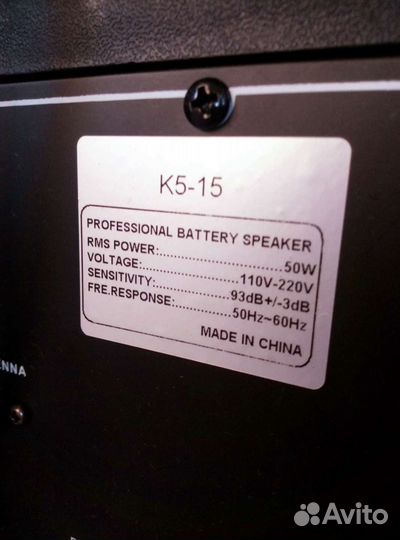 K5-15
PROFESSIONAL BATTERY SPEAKER
RMS POWER:..................50W
VOLTAGE:................110V-220V
SENSITIVITY:..............93dB+/-3dB
FRE.RESPONSE:..........50Hz~60Hz
MADE IN CHINA
ENNA
Avito